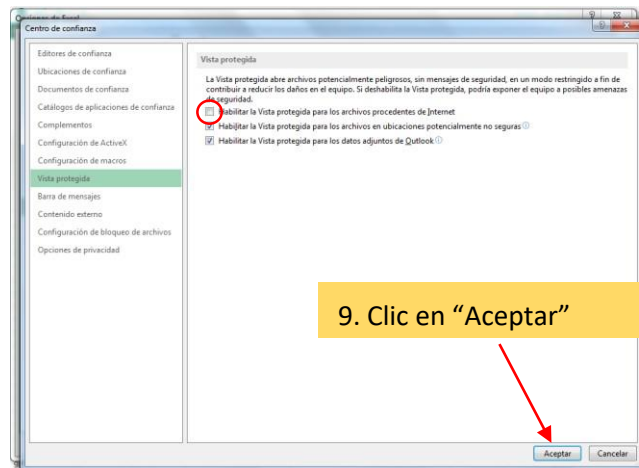 Opciones de Excel
Centro de confianza
Editores de confianza
Ubicaciones de confianza
Documentos de confianza
Catálogos de aplicaciones de confianza
Complementos
Configuración de ActiveX
Configuración de macros
Vista protegida
Barra de mensajes
Contenido externo
Configuración de bloqueo de archivos
Opciones de privacidad
Vista protegida
La Vista protegida abre archivos potencialmente peligrosos, sin mensajes de seguridad, en un modo restringido a fin de
contribuir a reducir los daños en el equipo. Si deshabilita la Vista protegida, podría exponer el equipo a posibles amenazas
de seguridad.
Habilitar la Vista protegida para los archivos procedentes de Internet
Habilitar la Vista protegida para los archivos en ubicaciones potencialmente no seguras
Habilitar la Vista protegida para los datos adjuntos de Outlook
9. Clic en “Aceptar”
Aceptar Cancelar